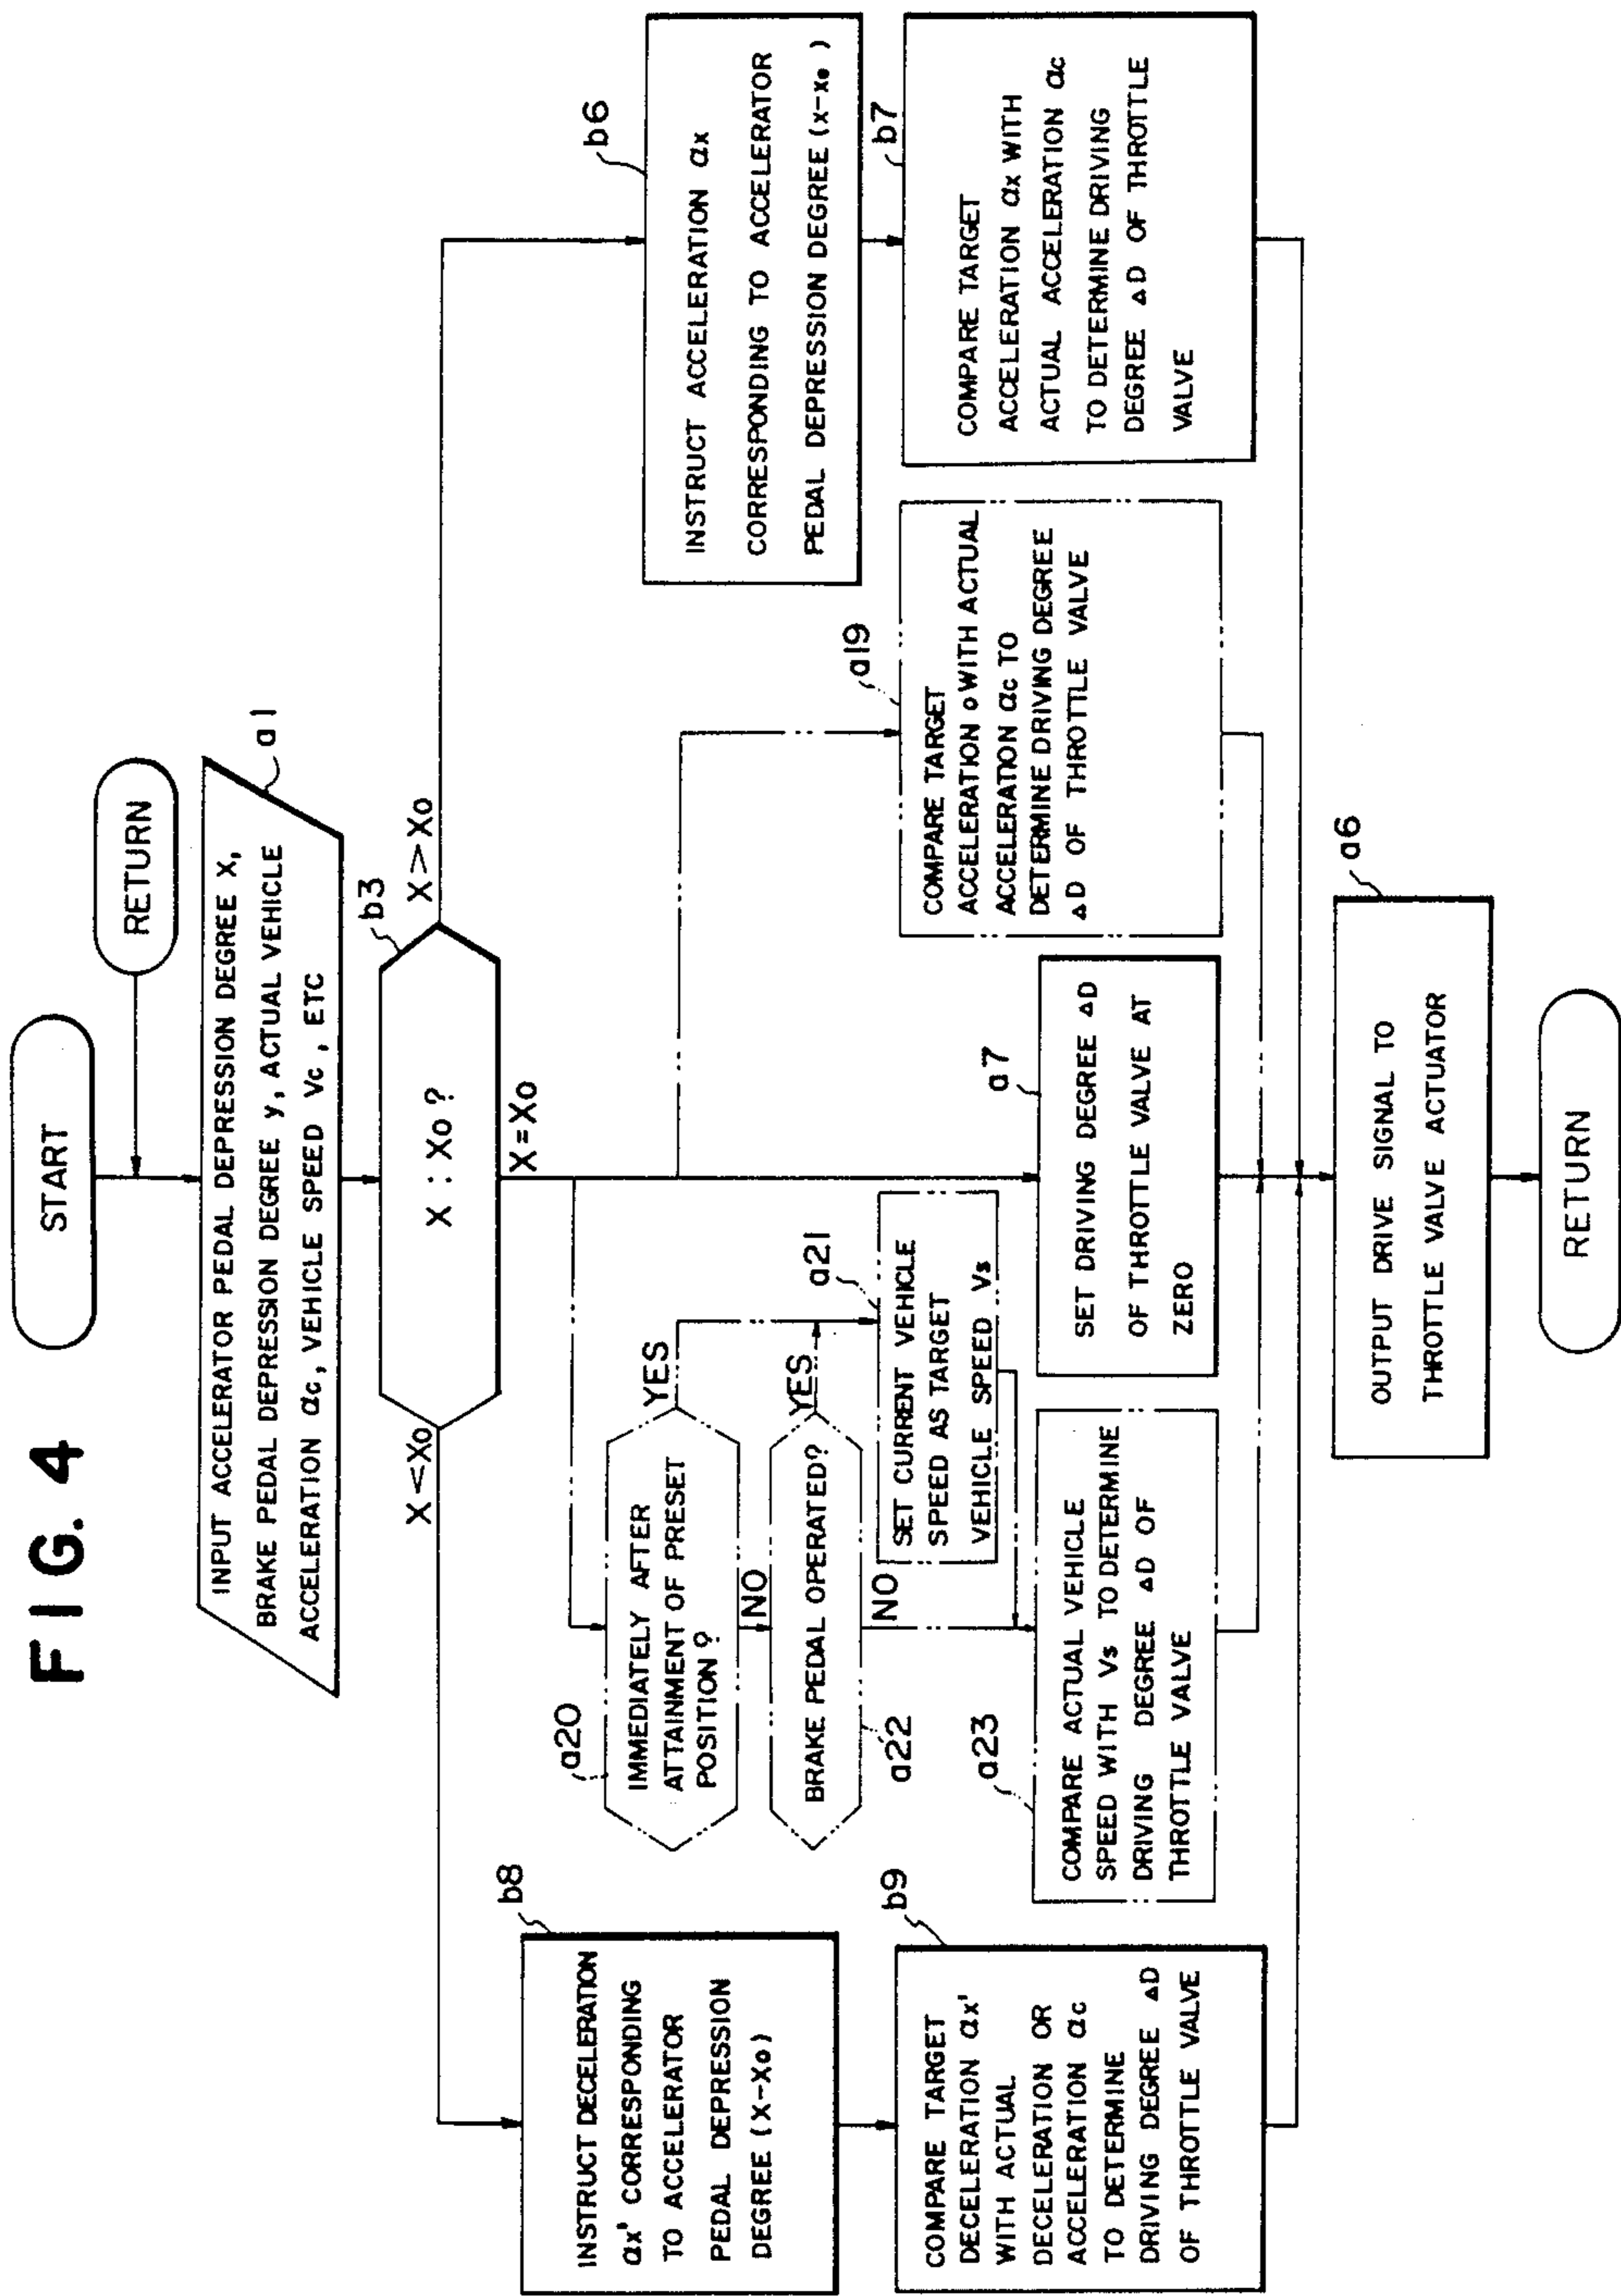 FIG. 4
START
RETURN
INPUT ACCELERATOR PEDAL DEPRESSION DEGREE X,
BRAKE PEDAL DEPRESSION DEGREE y, ACTUAL VEHICLE
ACCELERATION αc, VEHICLE SPEED Vc, ETC
a1
b3
X : Xo ?
X<Xo
X=Xo
X>Xo
b8
INSTRUCT DECELERATION
αx' CORRESPONDING
TO ACCELERATOR
PEDAL DEPRESSION
DEGREE (X-Xo)
b9
COMPARE TARGET
DECELERATION αx'
WITH ACTUAL
DECELERATION OR
ACCELERATION αc
TO DETERMINE
DRIVING DEGREE ΔD
OF THROTTLE VALVE
a20
IMMEDIATELY AFTER
ATTAINMENT OF PRESET
POSITION ?
YES
NO
BRAKE PEDAL OPERATED?
a22
YES
NO
a21
SET CURRENT VEHICLE
SPEED AS TARGET
VEHICLE SPEED Vs
a23
COMPARE ACTUAL VEHICLE
SPEED WITH Vs TO DETERMINE
DRIVING DEGREE ΔD OF
THROTTLE VALVE
a7
SET DRIVING DEGREE ΔD
OF THROTTLE VALVE AT
ZERO
a19
COMPARE TARGET
ACCELERATION o WITH ACTUAL
ACCELERATION αc TO
DETERMINE DRIVING DEGREE
ΔD OF THROTTLE VALVE
b6
INSTRUCT ACCELERATION αx
CORRESPONDING TO ACCELERATOR
PEDAL DEPRESSION DEGREE (x-xo)
b7
COMPARE TARGET
ACCELERATION αx WITH
ACTUAL ACCELERATION αc
TO DETERMINE DRIVING
DEGREE ΔD OF THROTTLE
VALVE
a6
OUTPUT DRIVE SIGNAL TO
THROTTLE VALVE ACTUATOR
RETURN